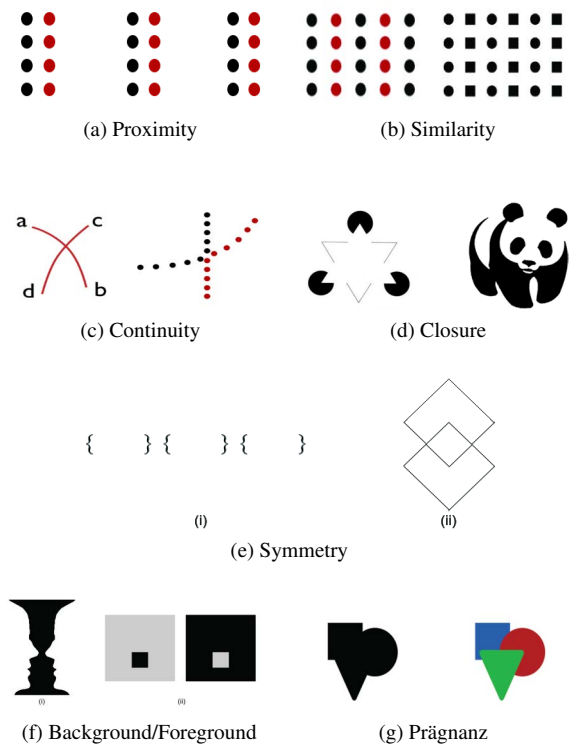 (a) Proximity
(b) Similarity
a c
d b
(c) Continuity
(d) Closure
{ } { } { }
(i)
(ii)
(e) Symmetry
(i)
(ii)
(f) Background/Foreground
(g) Prägnanz